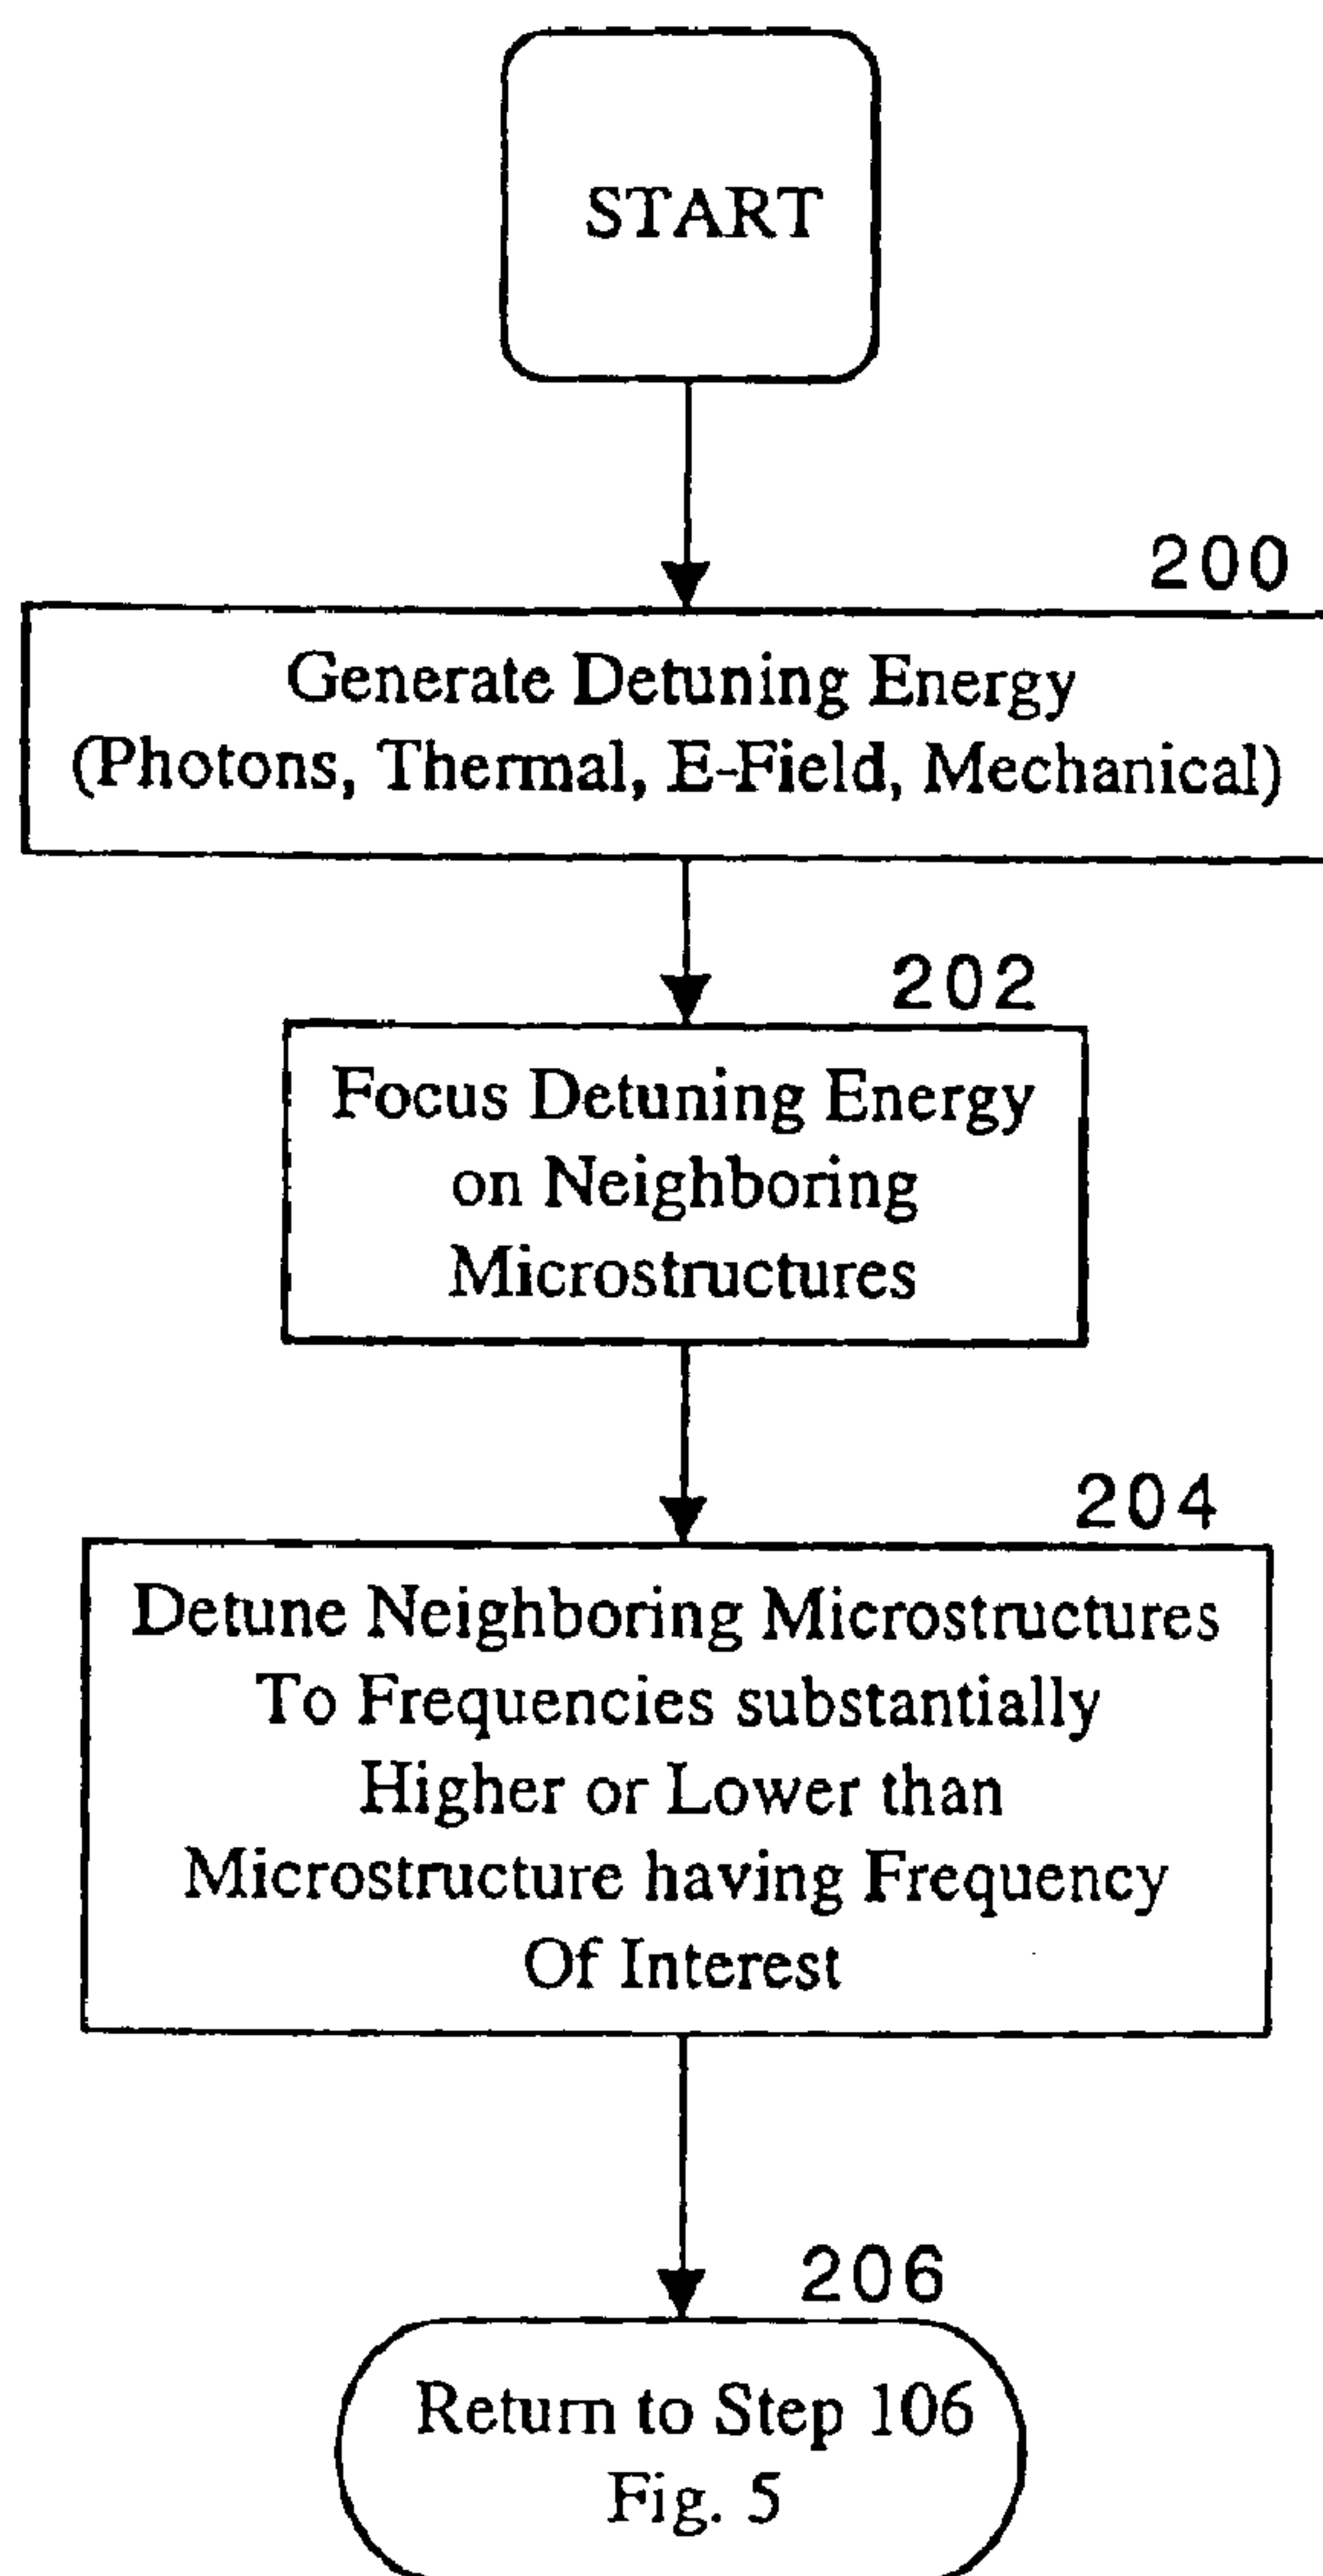 START
200
Generate Detuning Energy
(Photons, Thermal, E-Field, Mechanical)
202
Focus Detuning Energy
on Neighboring
Microstructures
204
Detune Neighboring Microstructures
To Frequencies substantially
Higher or Lower than
Microstructure having Frequency
Of Interest
206
Return to Step 106
Fig. 5